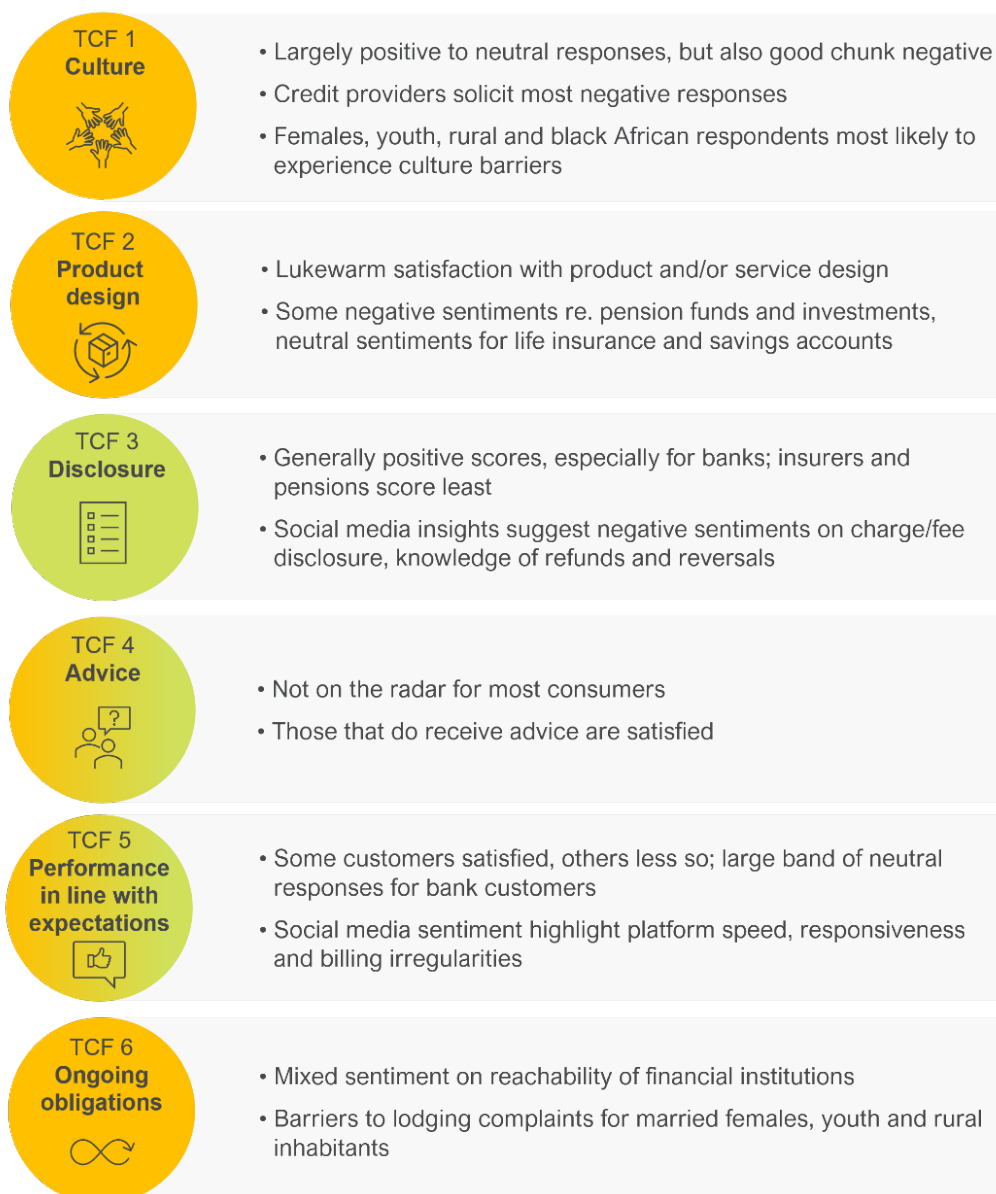 TCF 1
Culture
• Largely positive to neutral responses, but also good chunk negative
• Credit providers solicit most negative responses
• Females, youth, rural and black African respondents most likely to
experience culture barriers
TCF 2
Product
design
• Lukewarm satisfaction with product and/or service design
• Some negative sentiments re. pension funds and investments,
neutral sentiments for life insurance and savings accounts
TCF 3
Disclosure
• Generally positive scores, especially for banks; insurers and
pensions score least
• Social media insights suggest negative sentiments on charge/fee
disclosure, knowledge of refunds and reversals
TCF 4
Advice
?
• Not on the radar for most consumers
• Those that do receive advice are satisfied
TCF 5
Performance
in line with
expectations
• Some customers satisfied, others less so; large band of neutral
responses for bank customers
• Social media sentiment highlight platform speed, responsiveness
and billing irregularities
TCF 6
Ongoing
obligations
• Mixed sentiment on reachability of financial institutions
• Barriers to lodging complaints for married females, youth and rural
inhabitants